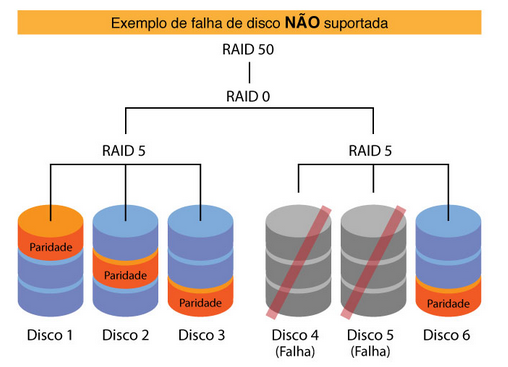 Exemplo de falha de disco NÃO suportada
RAID 50
RAID 0
RAID 5
RAID 5
Paridade
Paridade
Paridade
Paridade
Disco 1
Disco 2
Disco 3
Disco 4
(Falha)
Disco 5
(Falha)
Disco 6